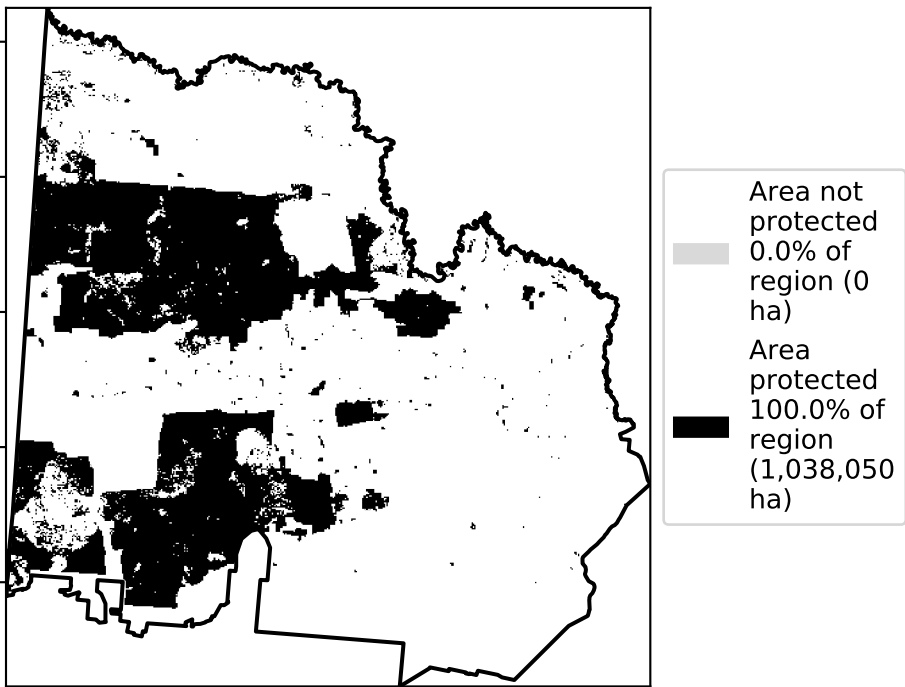 Area not
protected
0.0% of
region (0
ha)
Area
protected
100.0% of
region
(1,038,050
ha)